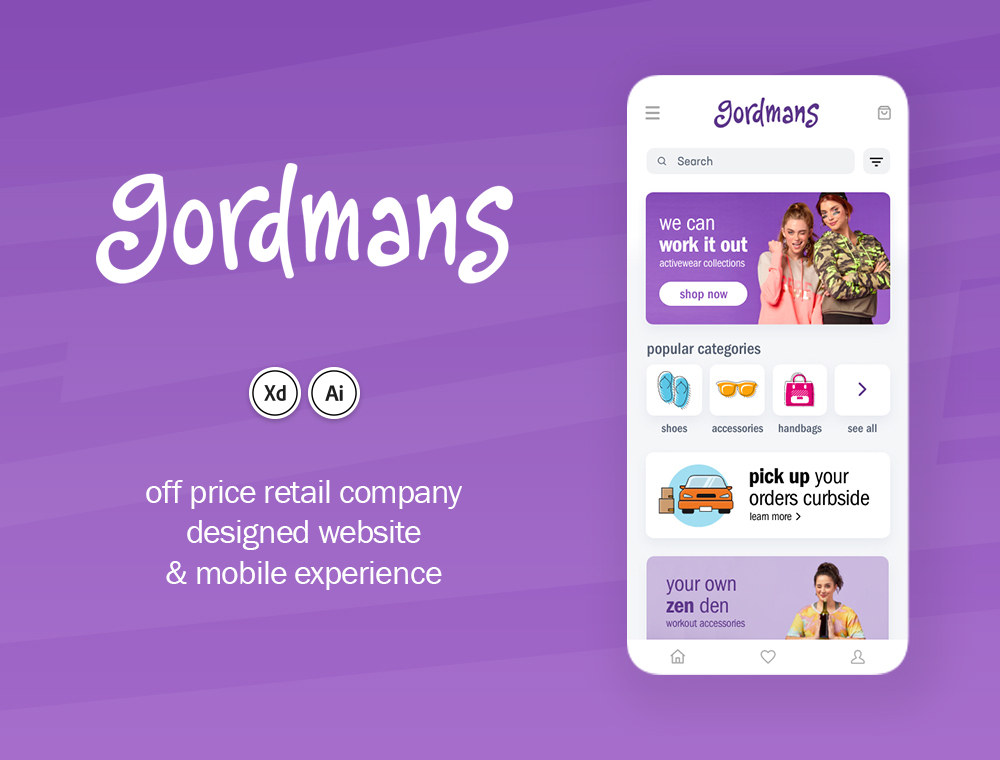 gordmans
Xd
Ai
off price retail company
designed website
& mobile experience
gordmans
Search
we can
work it out
activewear collections
shop now
popular categories
shoes
accessories
handbags
see all
pick up your
orders curbside
learn more >
your own
zen den
workout accessories